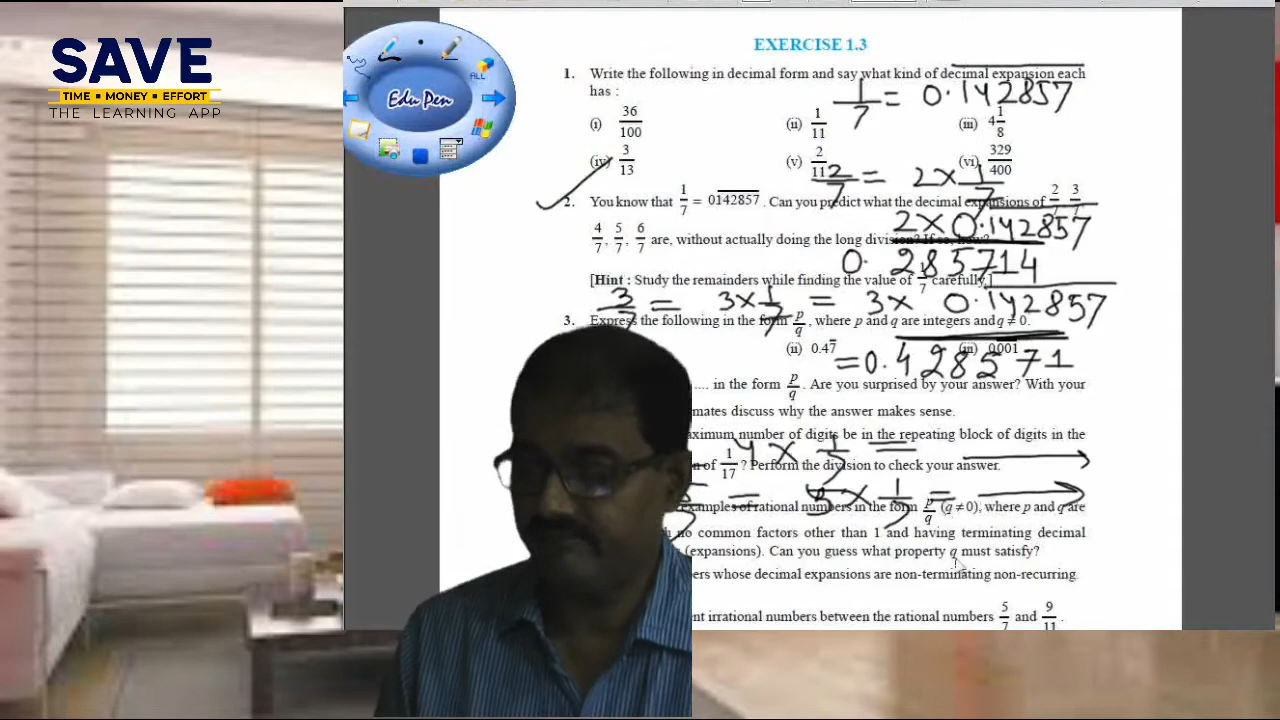 SAVE
TIME ▪ MONEY ▪ EFFORT
THE LEARNING APP
Edu Pen
ALL
EXERCISE 1.3
1. Write the following in decimal form and say what kind of decimal expansion each
has :
1/7 = 0.142857
(i) 36/100 (ii) 1/11 (iii) 4 1/8
(iv) 3/13 (v) 2/11 (vi) 329/400
2/7 = 2 × 1/7
2. You know that 1/7 = 0142857. Can you predict what the decimal expansions of 2/7, 3/7,
2 × 0.142857
4/7, 5/7, 6/7 are, without actually doing the long division? If so, how?
0.285714
[Hint : Study the remainders while finding the value of 1/7 carefully.]
3/7 = 3 × 1/7 = 3 × 0.142857
3. Express the following in the form p/q, where p and q are integers and q ≠ 0.
(ii) 0.47 (iii) 0001
= 0.428571
.... in the form p/q. Are you surprised by your answer? With your
mates discuss why the answer makes sense.
aximum number of digits be in the repeating block of digits in the
4 × 1/7 =
of 1/17? Perform the division to check your answer.
= 5 × 1/7 =
examples of rational numbers in the form p/q (q ≠ 0), where p and q are
no common factors other than 1 and having terminating decimal
(expansions). Can you guess what property q must satisfy?
ers whose decimal expansions are non-terminating non-recurring.
nt irrational numbers between the rational numbers 5/7 and 9/11.